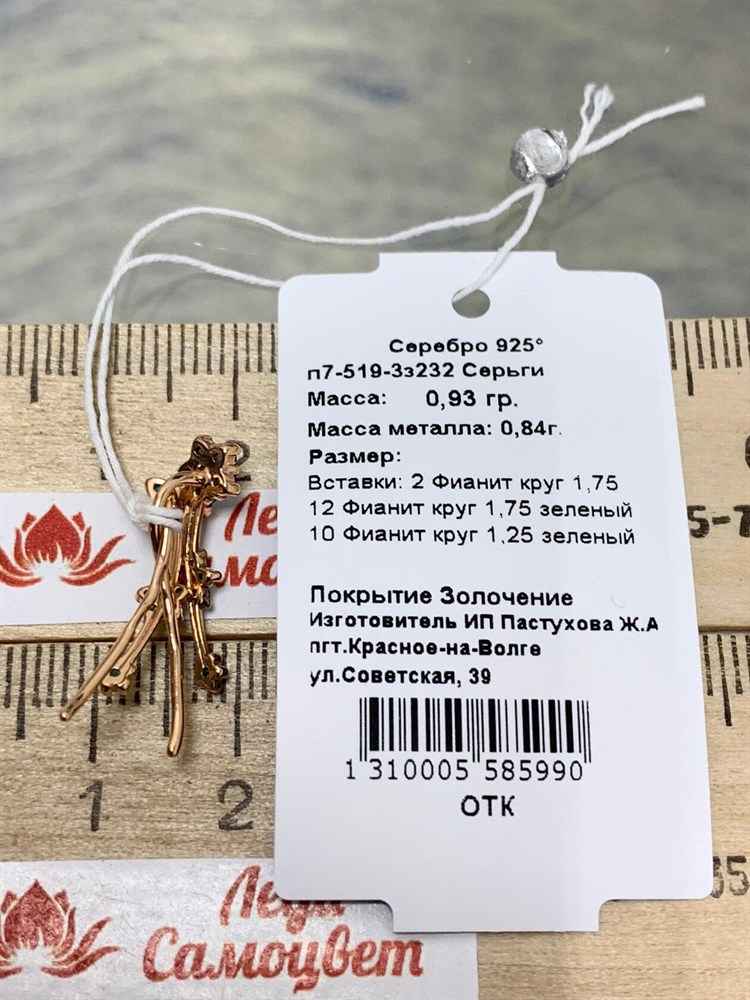 Серебро 925°
п7-519-3з232 Серьги
Масса: 0,93 гр.
Масса металла: 0,84г.
Размер:
Вставки: 2 Фианит круг 1,75
12 Фианит круг 1,75 зеленый
10 Фианит круг 1,25 зеленый
Покрытие Золочение
Изготовитель ИП Пастухова Ж.А
пгт.Красное-на-Волге
ул.Советская, 39
1 310005 585990
ОТК
1 2
Леди
Самоцвет